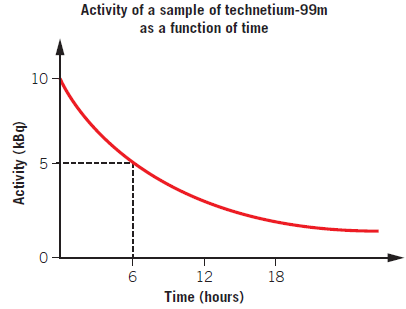 Activity of a sample of technetium-99m
as a function of time
10
5
0
Activity (kBq)
6 12 18
Time (hours)